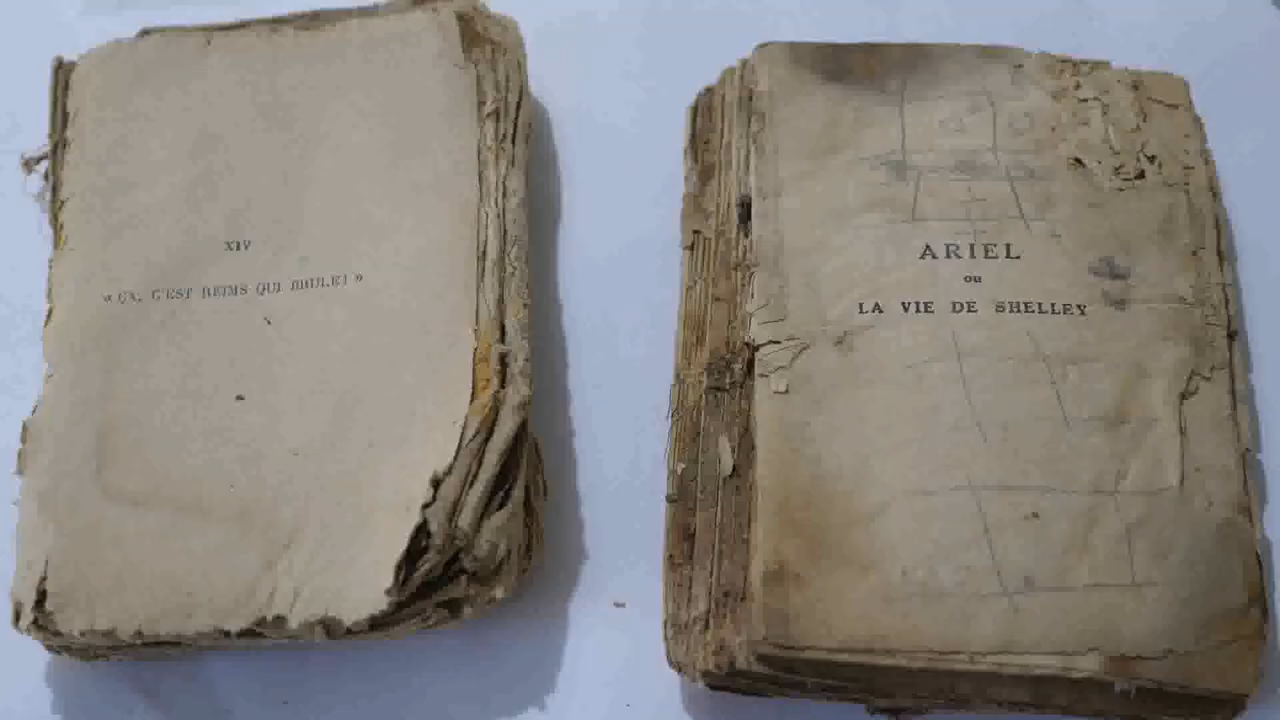 XIV
« ÇA, C'EST REIMS QUI BRULE! »
ARIEL
OU
LA VIE DE SHELLEY